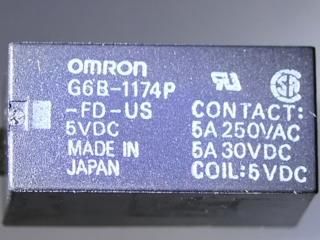 OMRON
G6B-1174P
-FD-US
5VDC
MADE IN
JAPAN
CONTACT:
5A 250VAC
5A 30VDC
COIL:5VDC